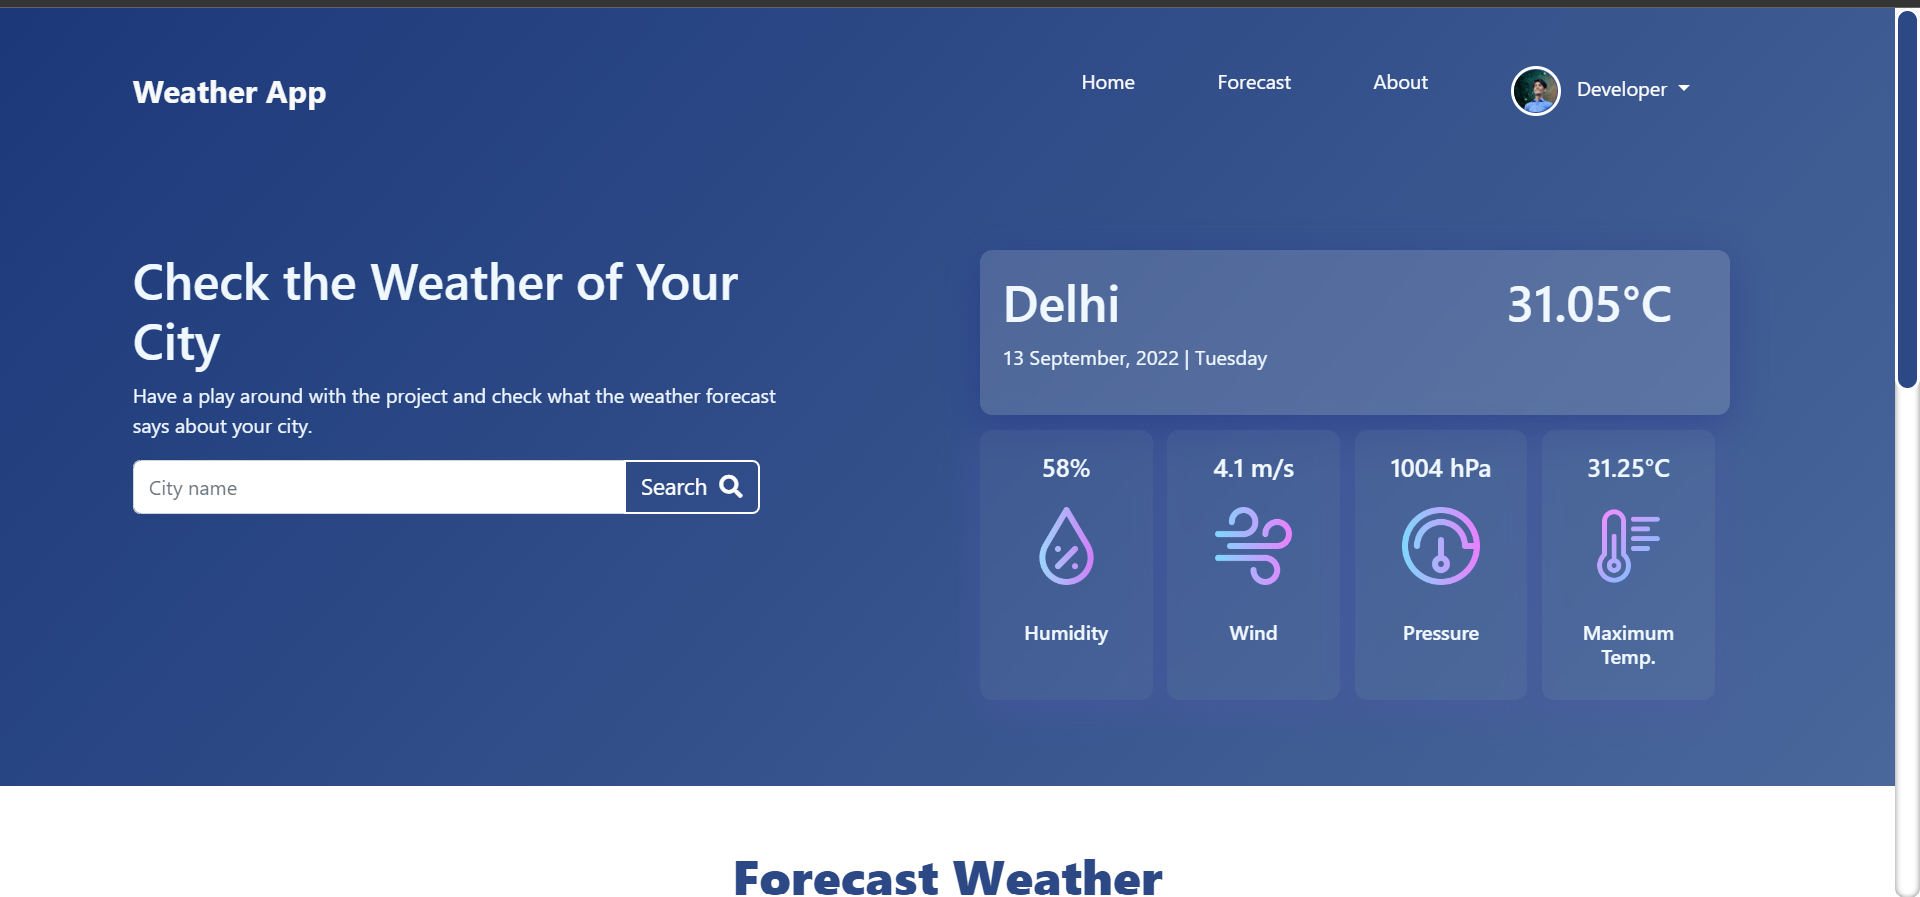 Weather App
Home
Forecast
About
Developer
Check the Weather of Your
City
Have a play around with the project and check what the weather forecast
says about your city.
City name
Search
Delhi
31.05°C
13 September, 2022 | Tuesday
58%
Humidity
4.1 m/s
Wind
1004 hPa
Pressure
31.25°C
Maximum
Temp.
Forecast Weather